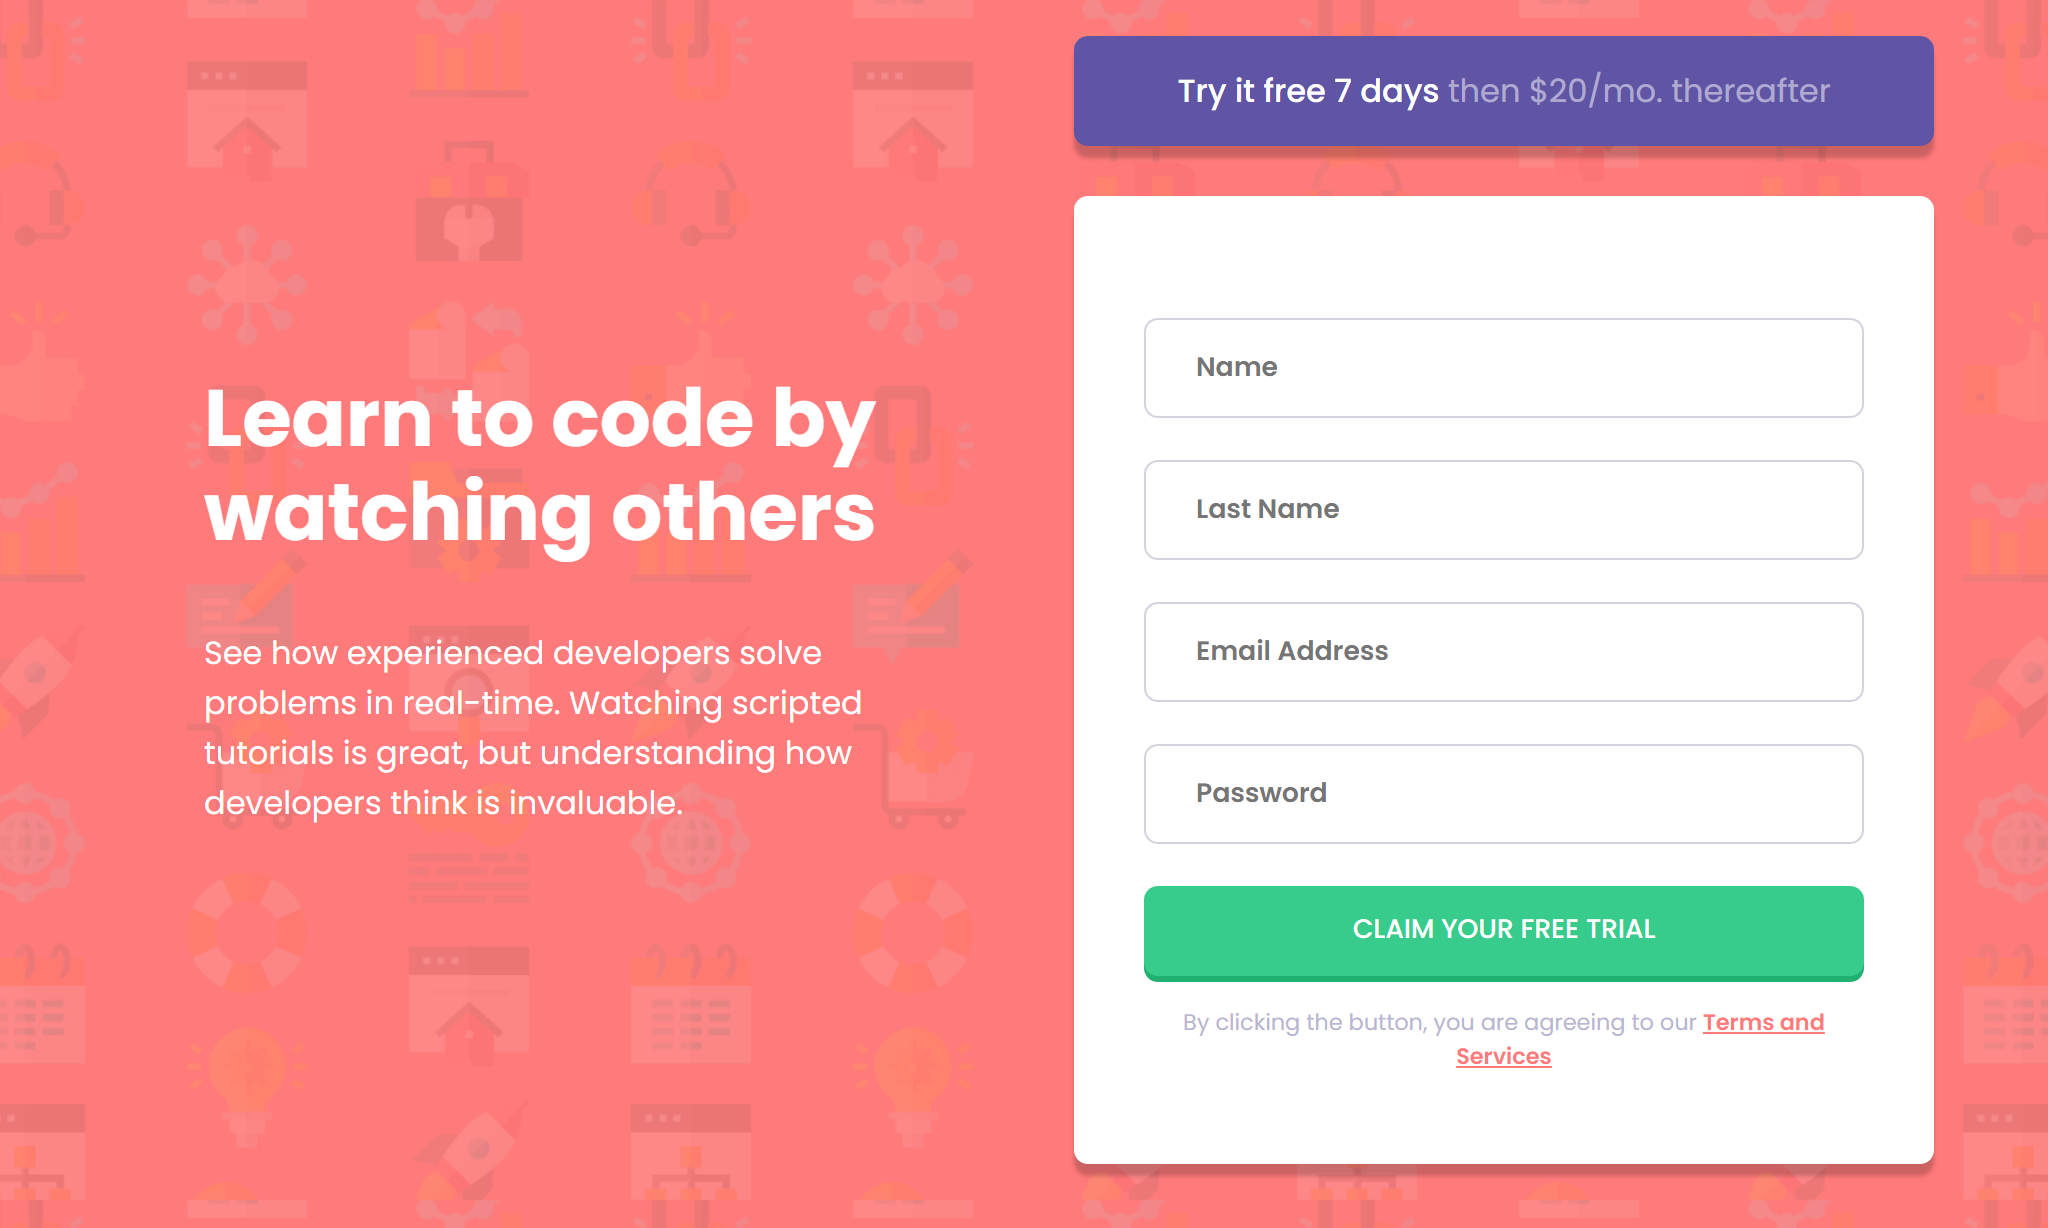 Learn to code by
watching others
See how experienced developers solve
problems in real-time. Watching scripted
tutorials is great, but understanding how
developers think is invaluable.
Try it free 7 days then $20/mo. thereafter
Name
Last Name
Email Address
Password
CLAIM YOUR FREE TRIAL
By clicking the button, you are agreeing to our Terms and
Services